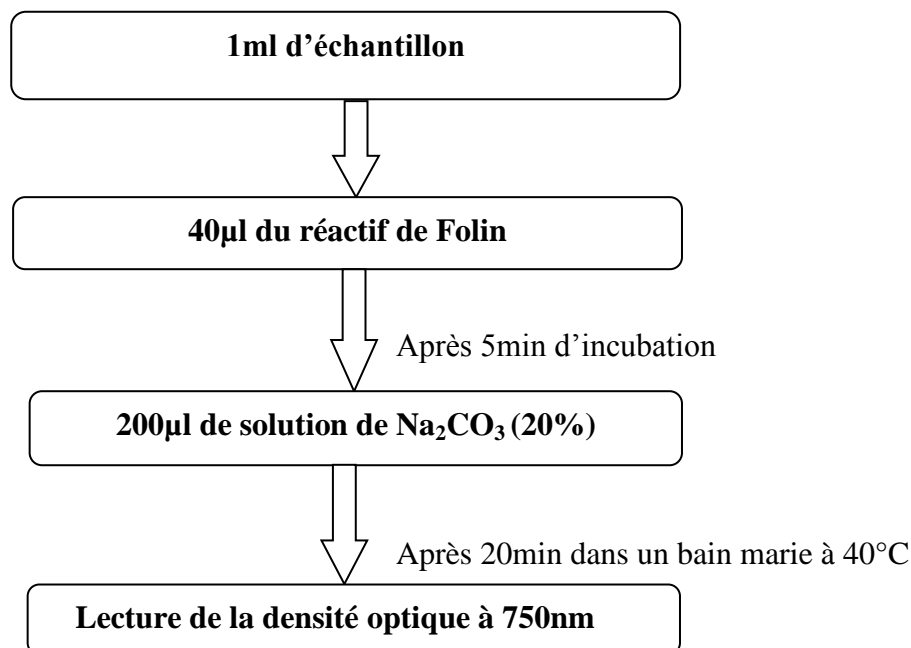 1ml d’échantillon
40µl du réactif de Folin
Après 5min d’incubation
200µl de solution de Na₂CO₃ (20%)
Après 20min dans un bain marie à 40°C
Lecture de la densité optique à 750nm